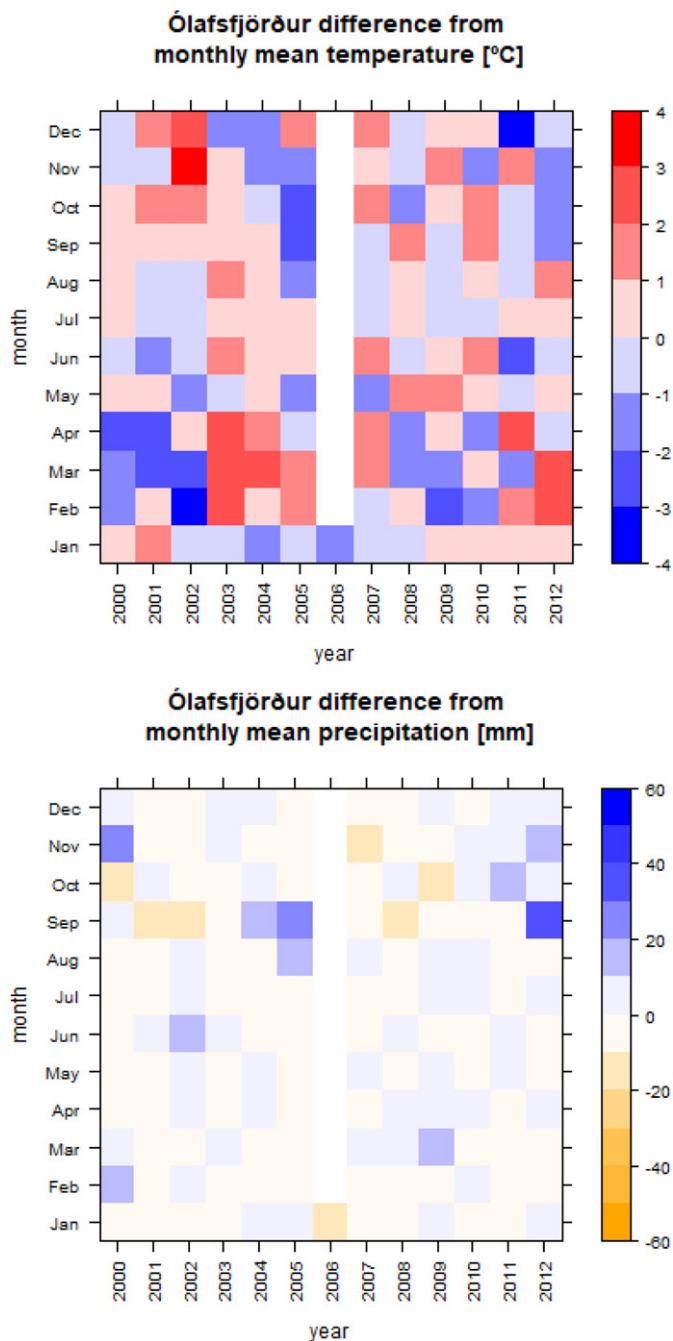 Ólafsfjörður difference from
monthly mean temperature [ºC]
Dec
Nov
Oct
Sep
Aug
Jul
Jun
May
Apr
Mar
Feb
Jan
month
2000 2001 2002 2003 2004 2005 2006 2007 2008 2009 2010 2011 2012
year
4
3
2
1
0
-1
-2
-3
-4
Ólafsfjörður difference from
monthly mean precipitation [mm]
Dec
Nov
Oct
Sep
Aug
Jul
Jun
May
Apr
Mar
Feb
Jan
month
2000 2001 2002 2003 2004 2005 2006 2007 2008 2009 2010 2011 2012
year
60
40
20
0
-20
-40
-60